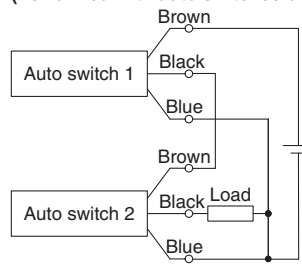 Brown
Black
Auto switch 1
Blue
Brown
Black Load
Auto switch 2
Blue